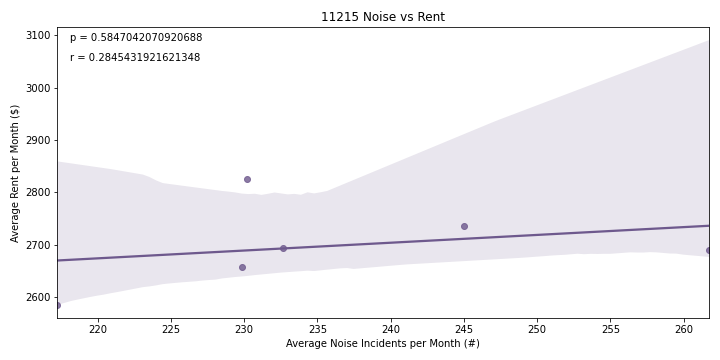 11215 Noise vs Rent
p = 0.5847042070920688
r = 0.2845431921621348
3100
3000
2900
2800
2700
2600
Average Rent per Month ($)
220 225 230 235 240 245 250 255 260
Average Noise Incidents per Month (#)